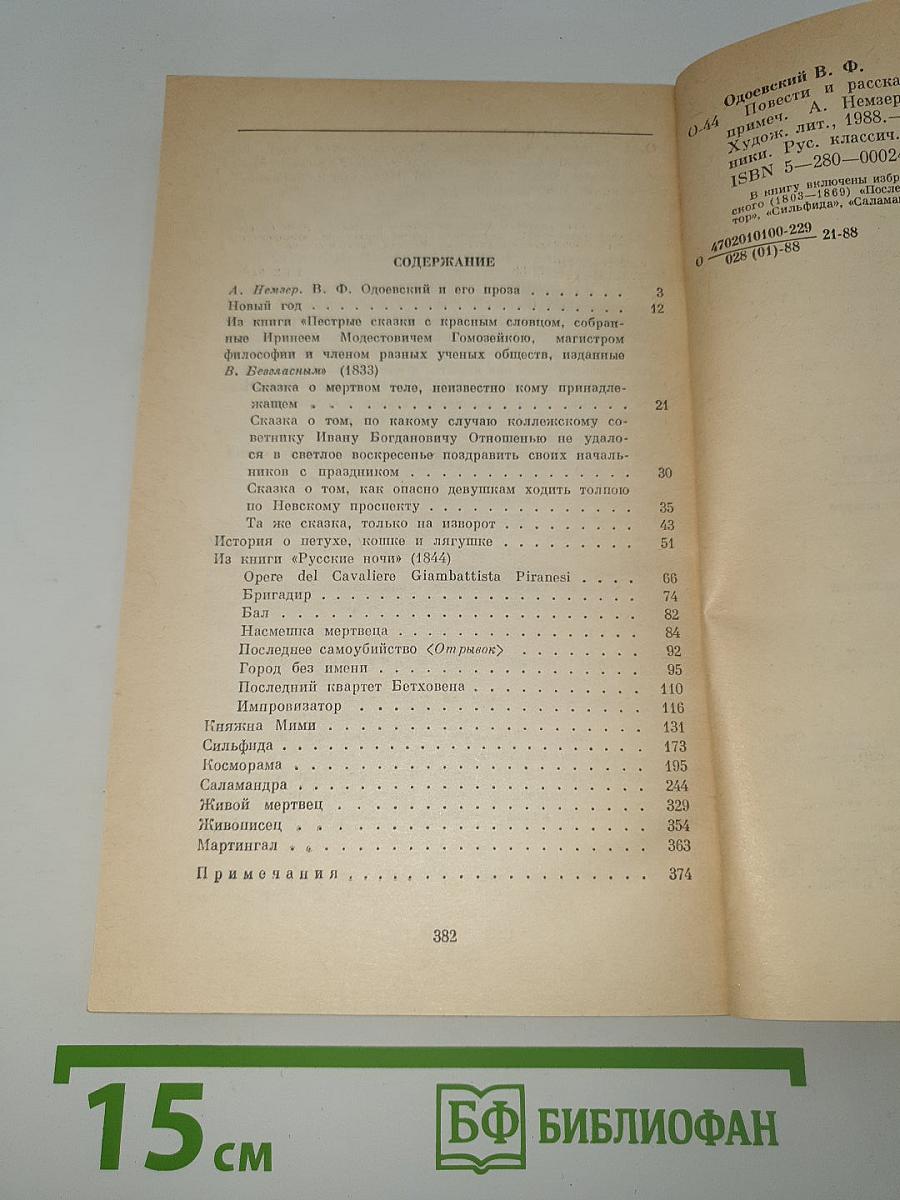 СОДЕРЖАНИЕ
А. Немзер. В. Ф. Одоевский и его проза . . . . . . . 3
Новый год . . . . . . . . . . . . . . . . . . . . 12
Из книги «Пестрые сказки с красным словцом, собран-
ные Иринеем Модестовичем Гомозейкою, магистром
философии и членом разных ученых обществ, изданные
В. Безгласным» (1833)
Сказка о мертвом теле, неизвестно кому принадле-
жащем . . . . . . . . . . . . . . . . . . . 21
Сказка о том, по какому случаю коллежскому со-
ветнику Ивану Богдановичу Отношенью не удало-
ся в светлое воскресенье поздравить своих началь-
ников с праздником . . . . . . . . . . . . . 30
Сказка о том, как опасно девушкам ходить толпою
по Невскому проспекту . . . . . . . . . . . . 35
Та же сказка, только на изворот . . . . . . . . . 43
История о петухе, кошке и лягушке . . . . . . . . . 51
Из книги «Русские ночи» (1844)
Opere del Cavaliere Giambattista Piranesi . . . . 66
Бригадир . . . . . . . . . . . . . . . . . . . 74
Бал . . . . . . . . . . . . . . . . . . . . . 82
Насмешка мертвеца . . . . . . . . . . . . . . 84
Последнее самоубийство <Отрывок> . . . . . . . . 92
Город без имени . . . . . . . . . . . . . . . 95
Последний квартет Бетховена . . . . . . . . . . 110
Импровизатор . . . . . . . . . . . . . . . . . 116
Княжна Мими . . . . . . . . . . . . . . . . . . . 131
Сильфида . . . . . . . . . . . . . . . . . . . . . 173
Косморама . . . . . . . . . . . . . . . . . . . . 195
Саламандра . . . . . . . . . . . . . . . . . . . . 244
Живой мертвец . . . . . . . . . . . . . . . . . . 329
Живописец . . . . . . . . . . . . . . . . . . . . 354
Мартингал . . . . . . . . . . . . . . . . . . . . 363
Примечания . . . . . . . . . . . . . . . . . . . 374
382
Одоевский В. Ф.
О-44 Повести и расска
примеч. А. Немзер
Худож. лит., 1988.—
ники. Рус. классич.
ISBN 5—280—0002
В книгу включены избр
ского (1803—1869) «После
тор», «Сильфида», «Салама
О 4702010100-229 21-88
028 (01)-88
15 см
БФ БИБЛИОФАН